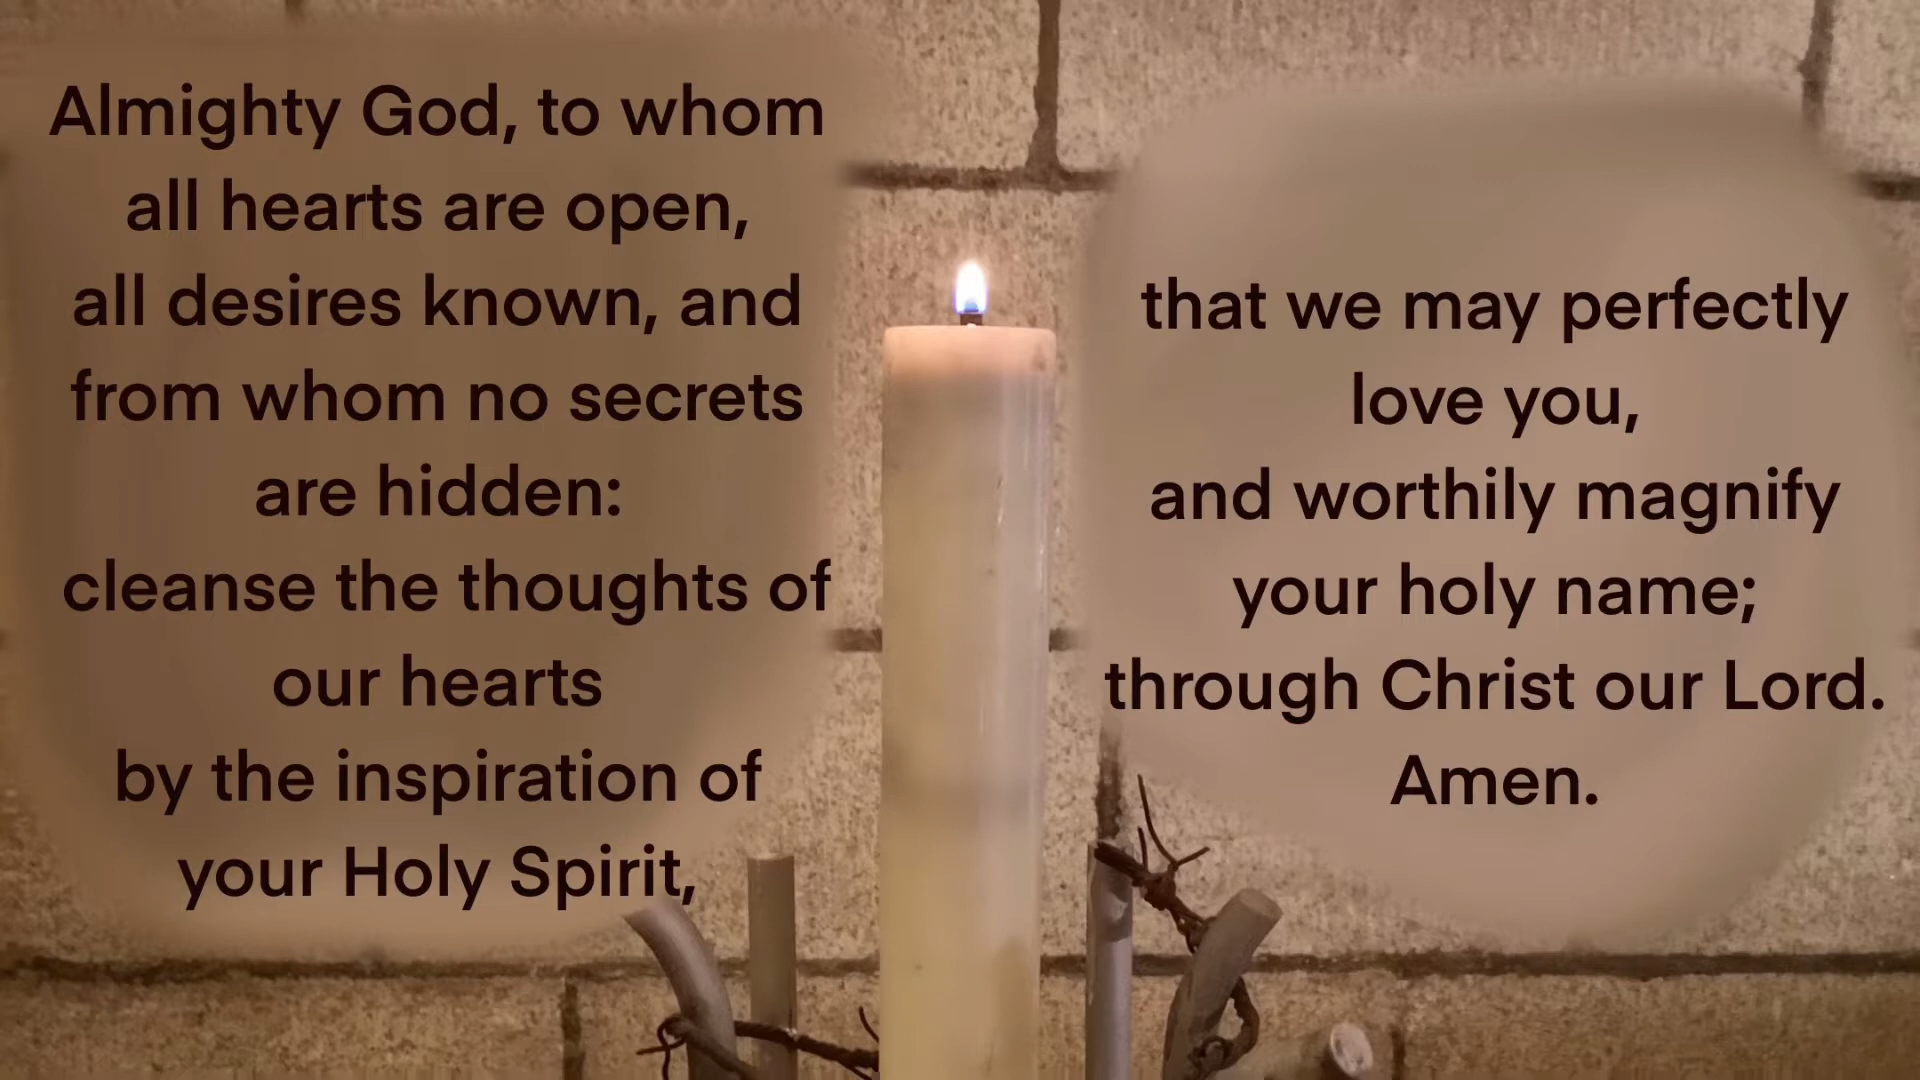 Almighty God, to whom
all hearts are open,
all desires known, and
from whom no secrets
are hidden:
cleanse the thoughts of
our hearts
by the inspiration of
your Holy Spirit,
that we may perfectly
love you,
and worthily magnify
your holy name;
through Christ our Lord.
Amen.